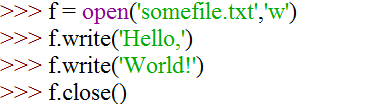 >>> f = open('somefile.txt','w')
>>> f.write('Hello,')
>>> f.write('World!')
>>> f.close()